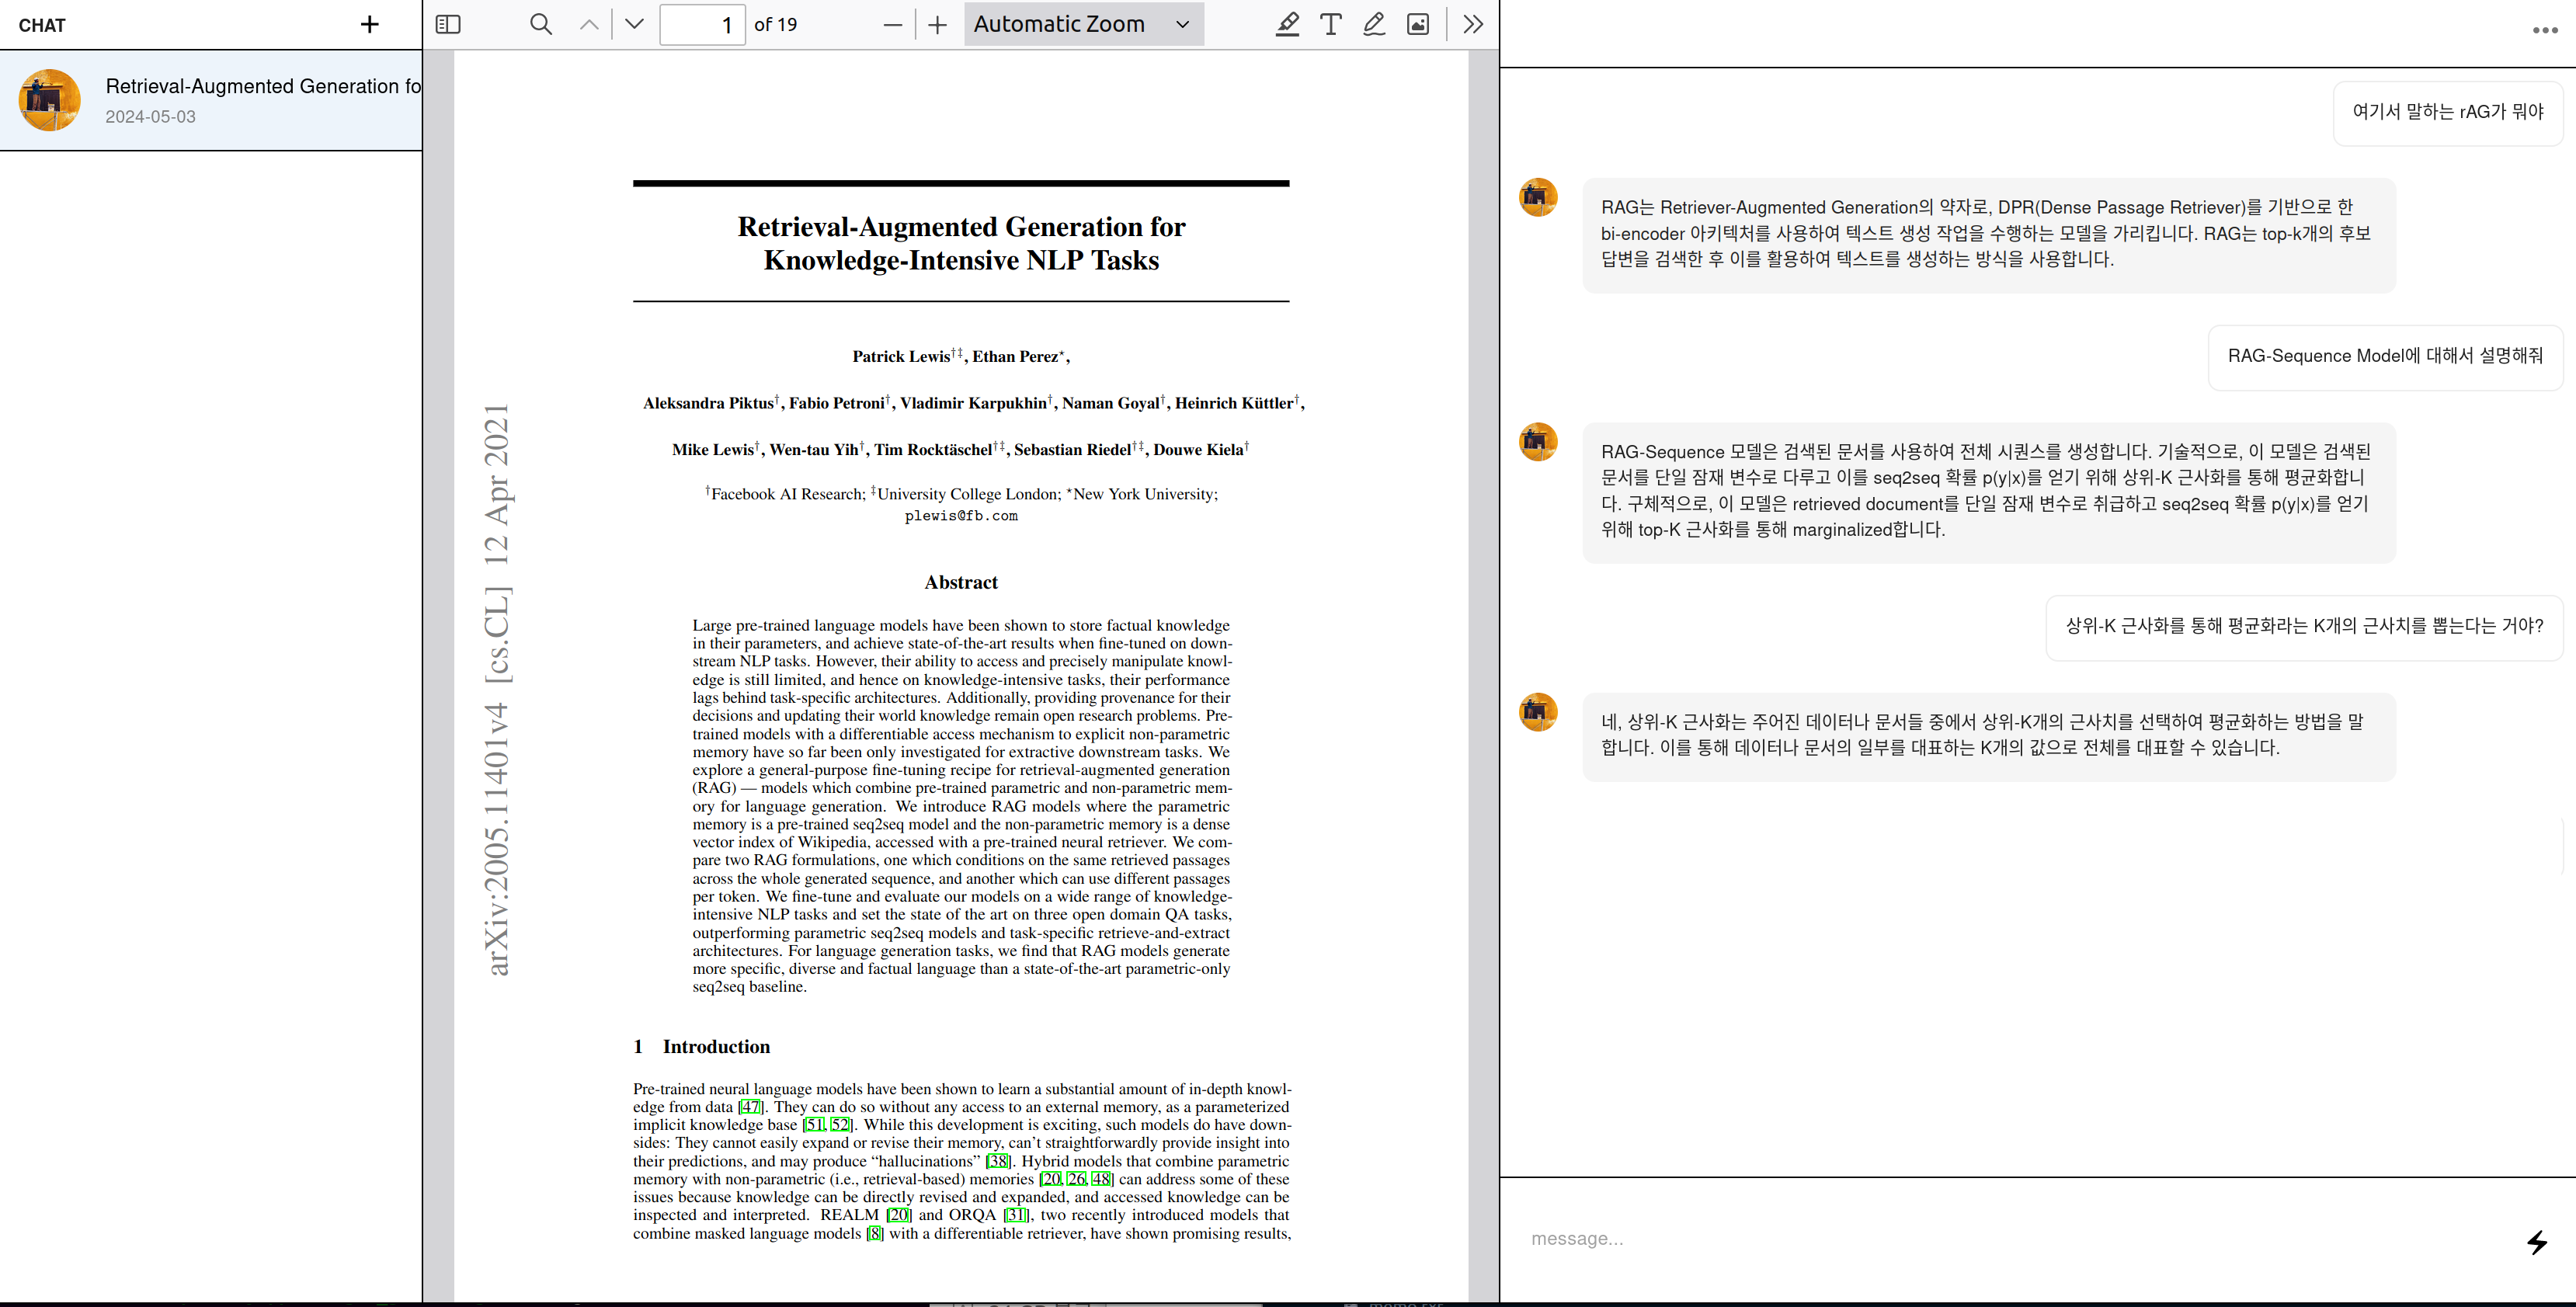 CHAT
Retrieval-Augmented Generation fo
2024-05-03
1 of 19
Automatic Zoom
arXiv:2005.11401v4 [cs.CL] 12 Apr 2021
Retrieval-Augmented Generation for
Knowledge-Intensive NLP Tasks
Patrick Lewis†‡, Ethan Perez⋆,
Aleksandra Piktus†, Fabio Petroni†, Vladimir Karpukhin†, Naman Goyal†, Heinrich Küttler†,
Mike Lewis†, Wen-tau Yih†, Tim Rocktäschel†‡, Sebastian Riedel†‡, Douwe Kiela†
†Facebook AI Research; ‡University College London; ⋆New York University;
plewis@fb.com
Abstract
Large pre-trained language models have been shown to store factual knowledge
in their parameters, and achieve state-of-the-art results when fine-tuned on down-
stream NLP tasks. However, their ability to access and precisely manipulate knowl-
edge is still limited, and hence on knowledge-intensive tasks, their performance
lags behind task-specific architectures. Additionally, providing provenance for their
decisions and updating their world knowledge remain open research problems. Pre-
trained models with a differentiable access mechanism to explicit non-parametric
memory have so far been only investigated for extractive downstream tasks. We
explore a general-purpose fine-tuning recipe for retrieval-augmented generation
(RAG) — models which combine pre-trained parametric and non-parametric mem-
ory for language generation. We introduce RAG models where the parametric
memory is a pre-trained seq2seq model and the non-parametric memory is a dense
vector index of Wikipedia, accessed with a pre-trained neural retriever. We com-
pare two RAG formulations, one which conditions on the same retrieved passages
across the whole generated sequence, and another which can use different passages
per token. We fine-tune and evaluate our models on a wide range of knowledge-
intensive NLP tasks and set the state of the art on three open domain QA tasks,
outperforming parametric seq2seq models and task-specific retrieve-and-extract
architectures. For language generation tasks, we find that RAG models generate
more specific, diverse and factual language than a state-of-the-art parametric-only
seq2seq baseline.
1 Introduction
Pre-trained neural language models have been shown to learn a substantial amount of in-depth knowl-
edge from data [47]. They can do so without any access to an external memory, as a parameterized
implicit knowledge base [51, 52]. While this development is exciting, such models do have down-
sides: They cannot easily expand or revise their memory, can't straightforwardly provide insight into
their predictions, and may produce “hallucinations” [38]. Hybrid models that combine parametric
memory with non-parametric (i.e., retrieval-based) memories [20, 26, 48] can address some of these
issues because knowledge can be directly revised and expanded, and accessed knowledge can be
inspected and interpreted. REALM [20] and ORQA [31], two recently introduced models that
combine masked language models [8] with a differentiable retriever, have shown promising results,
여기서 말하는 rAG가 뭐야
RAG는 Retriever-Augmented Generation의 약자로, DPR(Dense Passage Retriever)를 기반으로 한
bi-encoder 아키텍처를 사용하여 텍스트 생성 작업을 수행하는 모델을 가리킵니다. RAG는 top-k개의 후보
답변을 검색한 후 이를 활용하여 텍스트를 생성하는 방식을 사용합니다.
RAG-Sequence Model에 대해서 설명해줘
RAG-Sequence 모델은 검색된 문서를 사용하여 전체 시퀀스를 생성합니다. 기술적으로, 이 모델은 검색된
문서를 단일 잠재 변수로 다루고 이를 seq2seq 확률 p(y|x)를 얻기 위해 상위-K 근사화를 통해 평균화합니
다. 구체적으로, 이 모델은 retrieved document를 단일 잠재 변수로 취급하고 seq2seq 확률 p(y|x)를 얻기
위해 top-K 근사화를 통해 marginalized합니다.
상위-K 근사화를 통해 평균화라는 K개의 근사치를 뽑는다는 거야?
네, 상위-K 근사화는 주어진 데이터나 문서들 중에서 상위-K개의 근사치를 선택하여 평균화하는 방법을 말
합니다. 이를 통해 데이터나 문서의 일부를 대표하는 K개의 값으로 전체를 대표할 수 있습니다.
message...